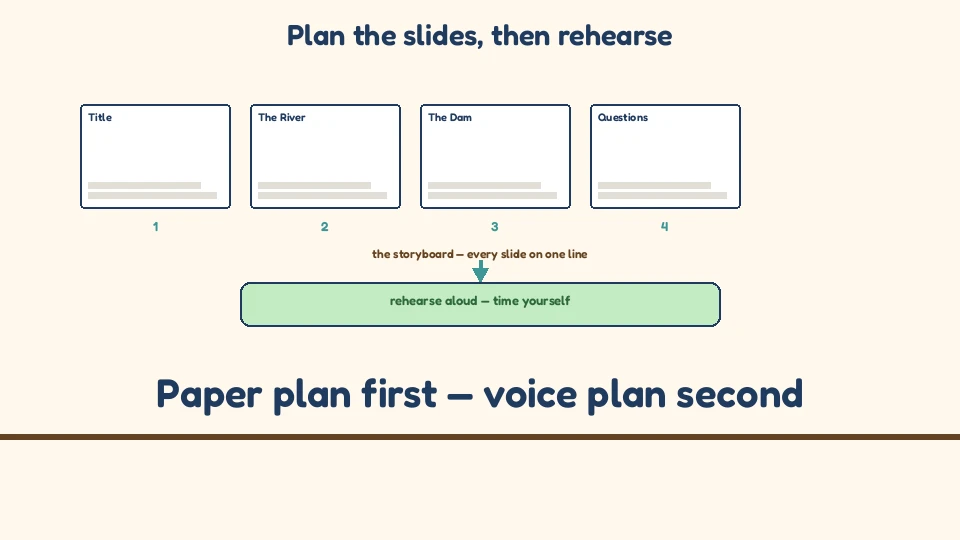 Plan the slides, then rehearse
Title
The River
The Dam
Questions
1
2
3
4
the storyboard — every slide on one line
rehearse aloud — time yourself
Paper plan first — voice plan second